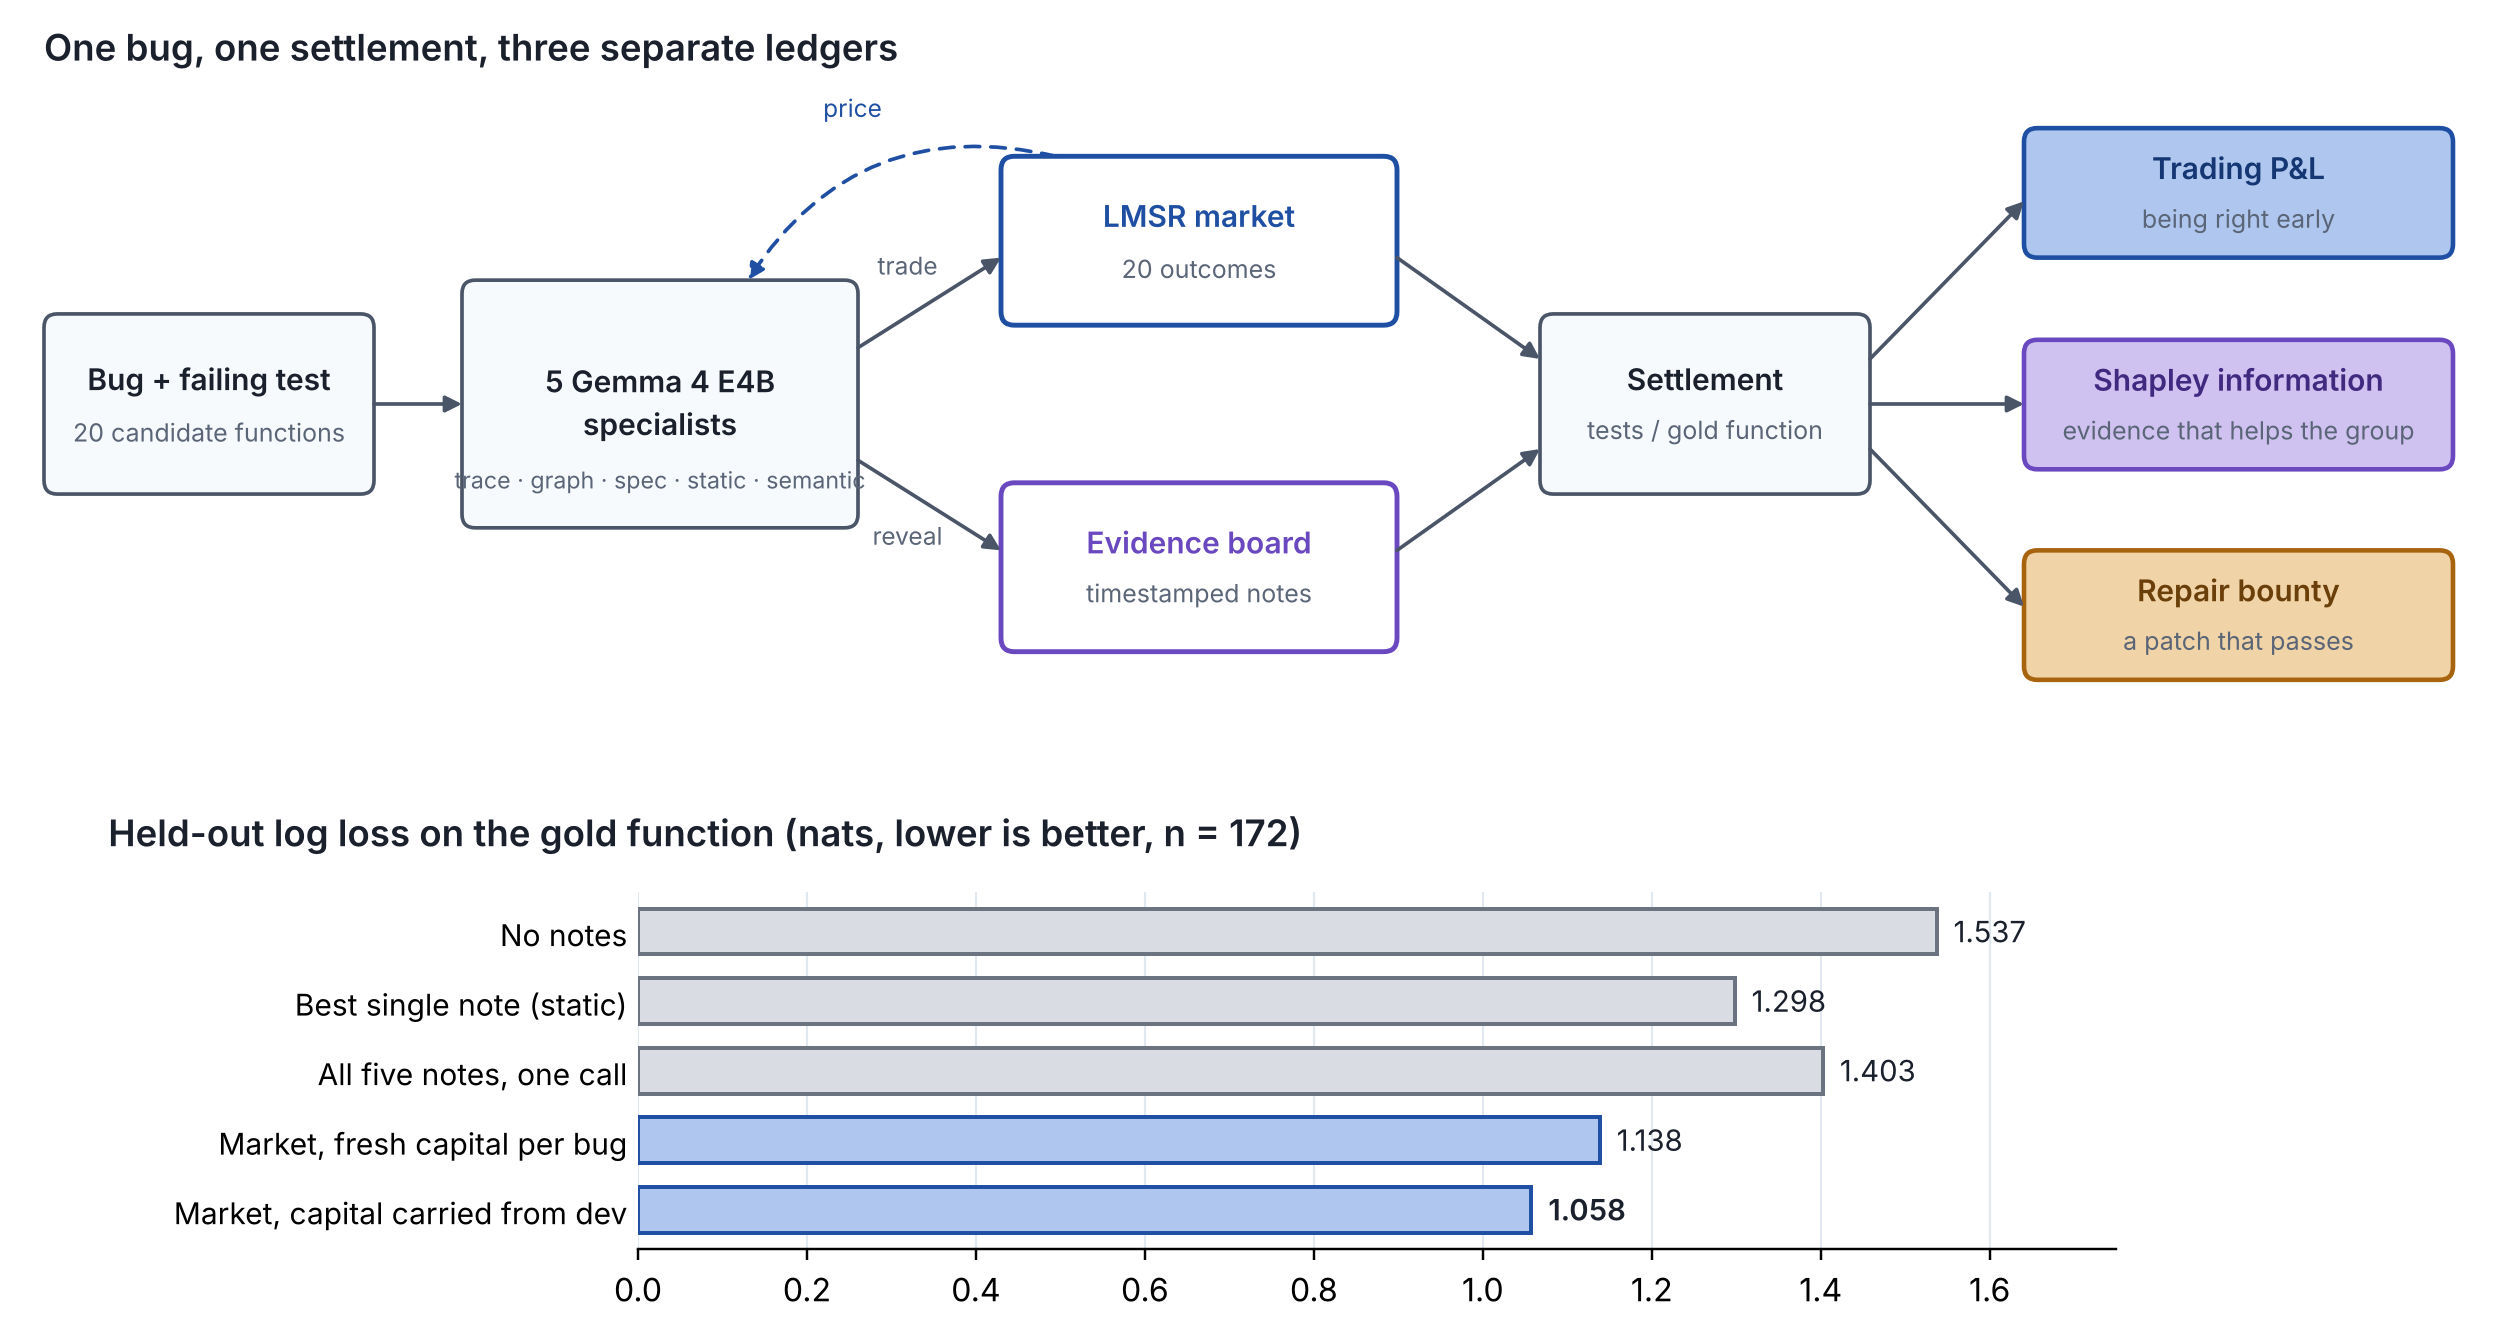 One bug, one settlement, three separate ledgers
price
Trading P&L
being right early
LMSR market
20 outcomes
trade
Bug + failing test
20 candidate functions
5 Gemma 4 E4B
specialists
trace · graph · spec · static · semantic
Settlement
tests / gold function
Shapley information
evidence that helps the group
reveal
Evidence board
timestamped notes
Repair bounty
a patch that passes
Held-out log loss on the gold function (nats, lower is better, n = 172)
No notes 1.537
Best single note (static) 1.298
All five notes, one call 1.403
Market, fresh capital per bug 1.138
Market, capital carried from dev 1.058
0.0 0.2 0.4 0.6 0.8 1.0 1.2 1.4 1.6